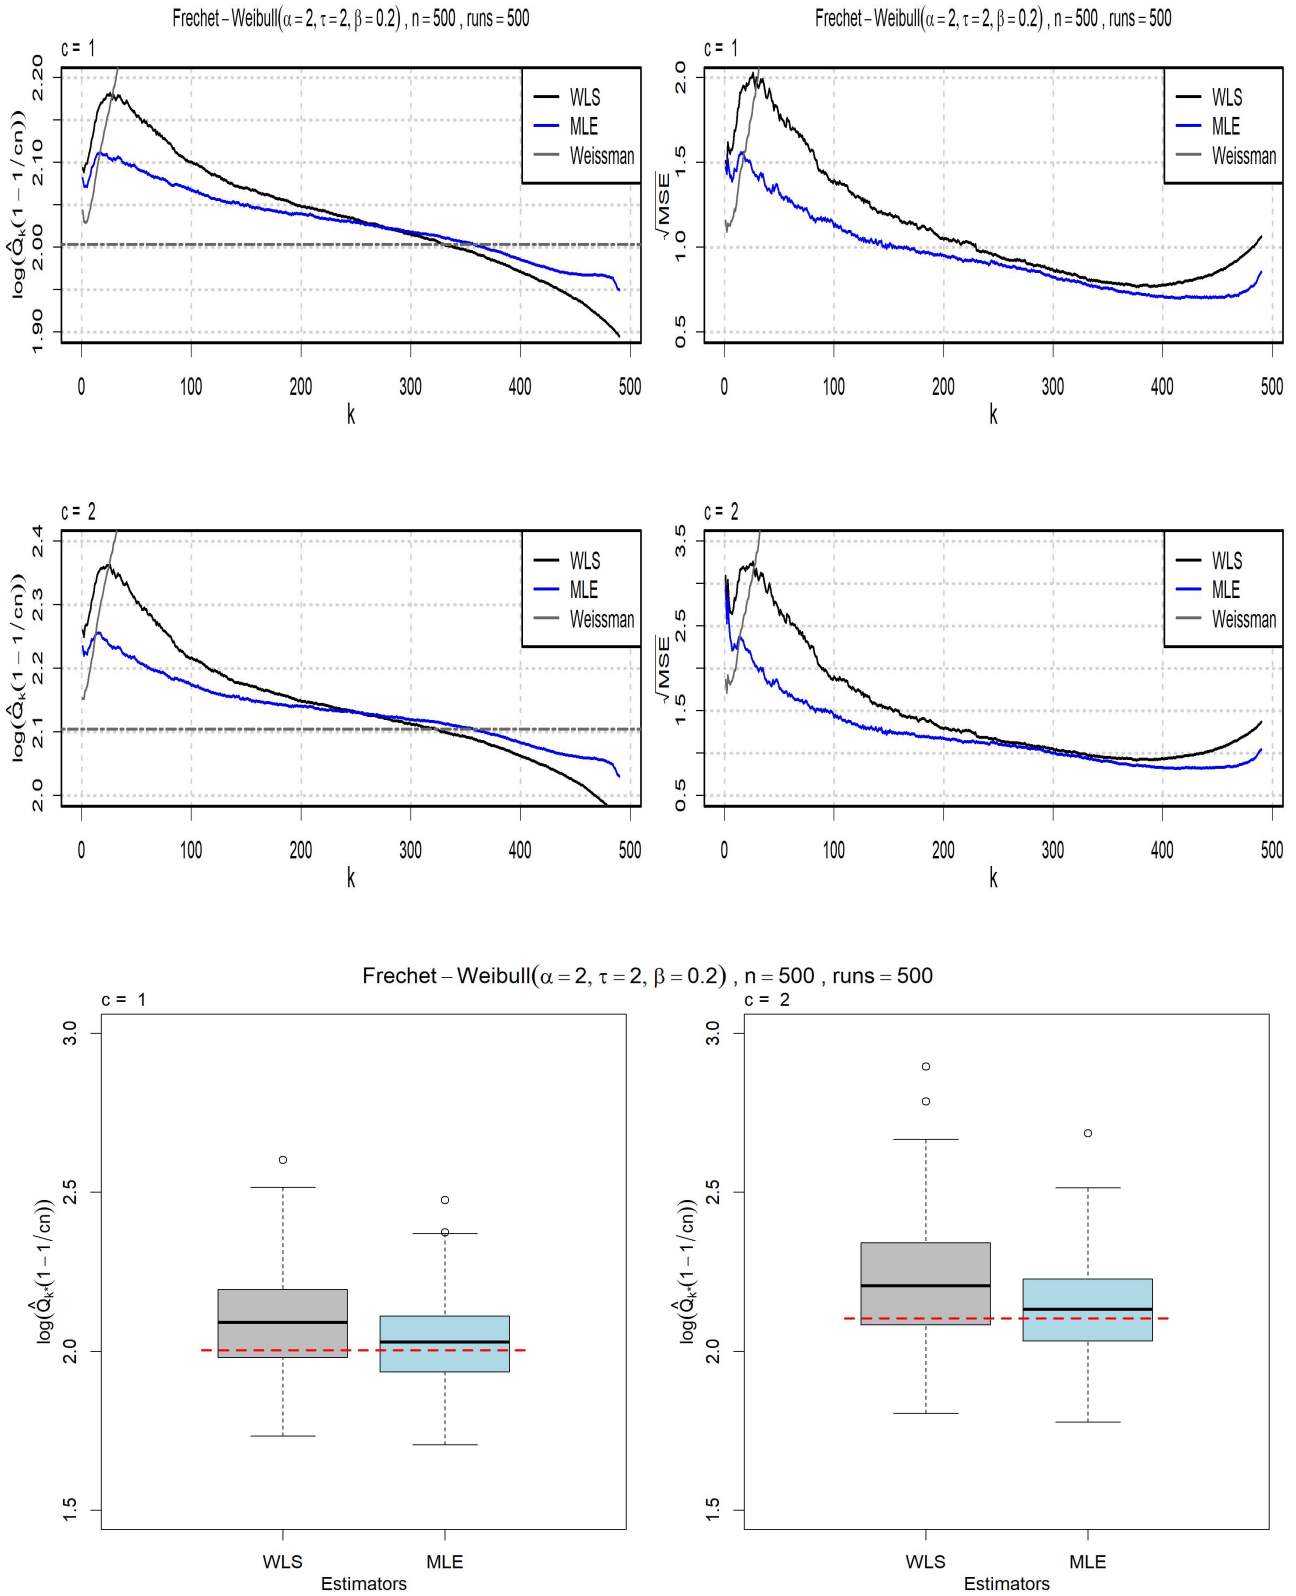 Frechet−Weibull(α=2, τ=2, β=0.2) , n=500 , runs=500
c = 1
log(Q̂k(1−1/cn))
1.90
2.00
2.10
2.20
WLS
MLE
Weissman
0 100 200 300 400 500
k
Frechet−Weibull(α=2, τ=2, β=0.2) , n=500 , runs=500
c = 1
√MSE
0.5
1.0
1.5
2.0
WLS
MLE
Weissman
0 100 200 300 400 500
k
c = 2
log(Q̂k(1−1/cn))
2.0
2.1
2.2
2.3
2.4
WLS
MLE
Weissman
0 100 200 300 400 500
k
c = 2
√MSE
0.5
1.5
2.5
3.5
WLS
MLE
Weissman
0 100 200 300 400 500
k
Frechet−Weibull(α=2, τ=2, β=0.2) , n=500 , runs=500
c = 1
log(Q̂k*(1−1/cn))
1.5
2.0
2.5
3.0
WLS MLE
Estimators
c = 2
log(Q̂k*(1−1/cn))
1.5
2.0
2.5
3.0
WLS MLE
Estimators